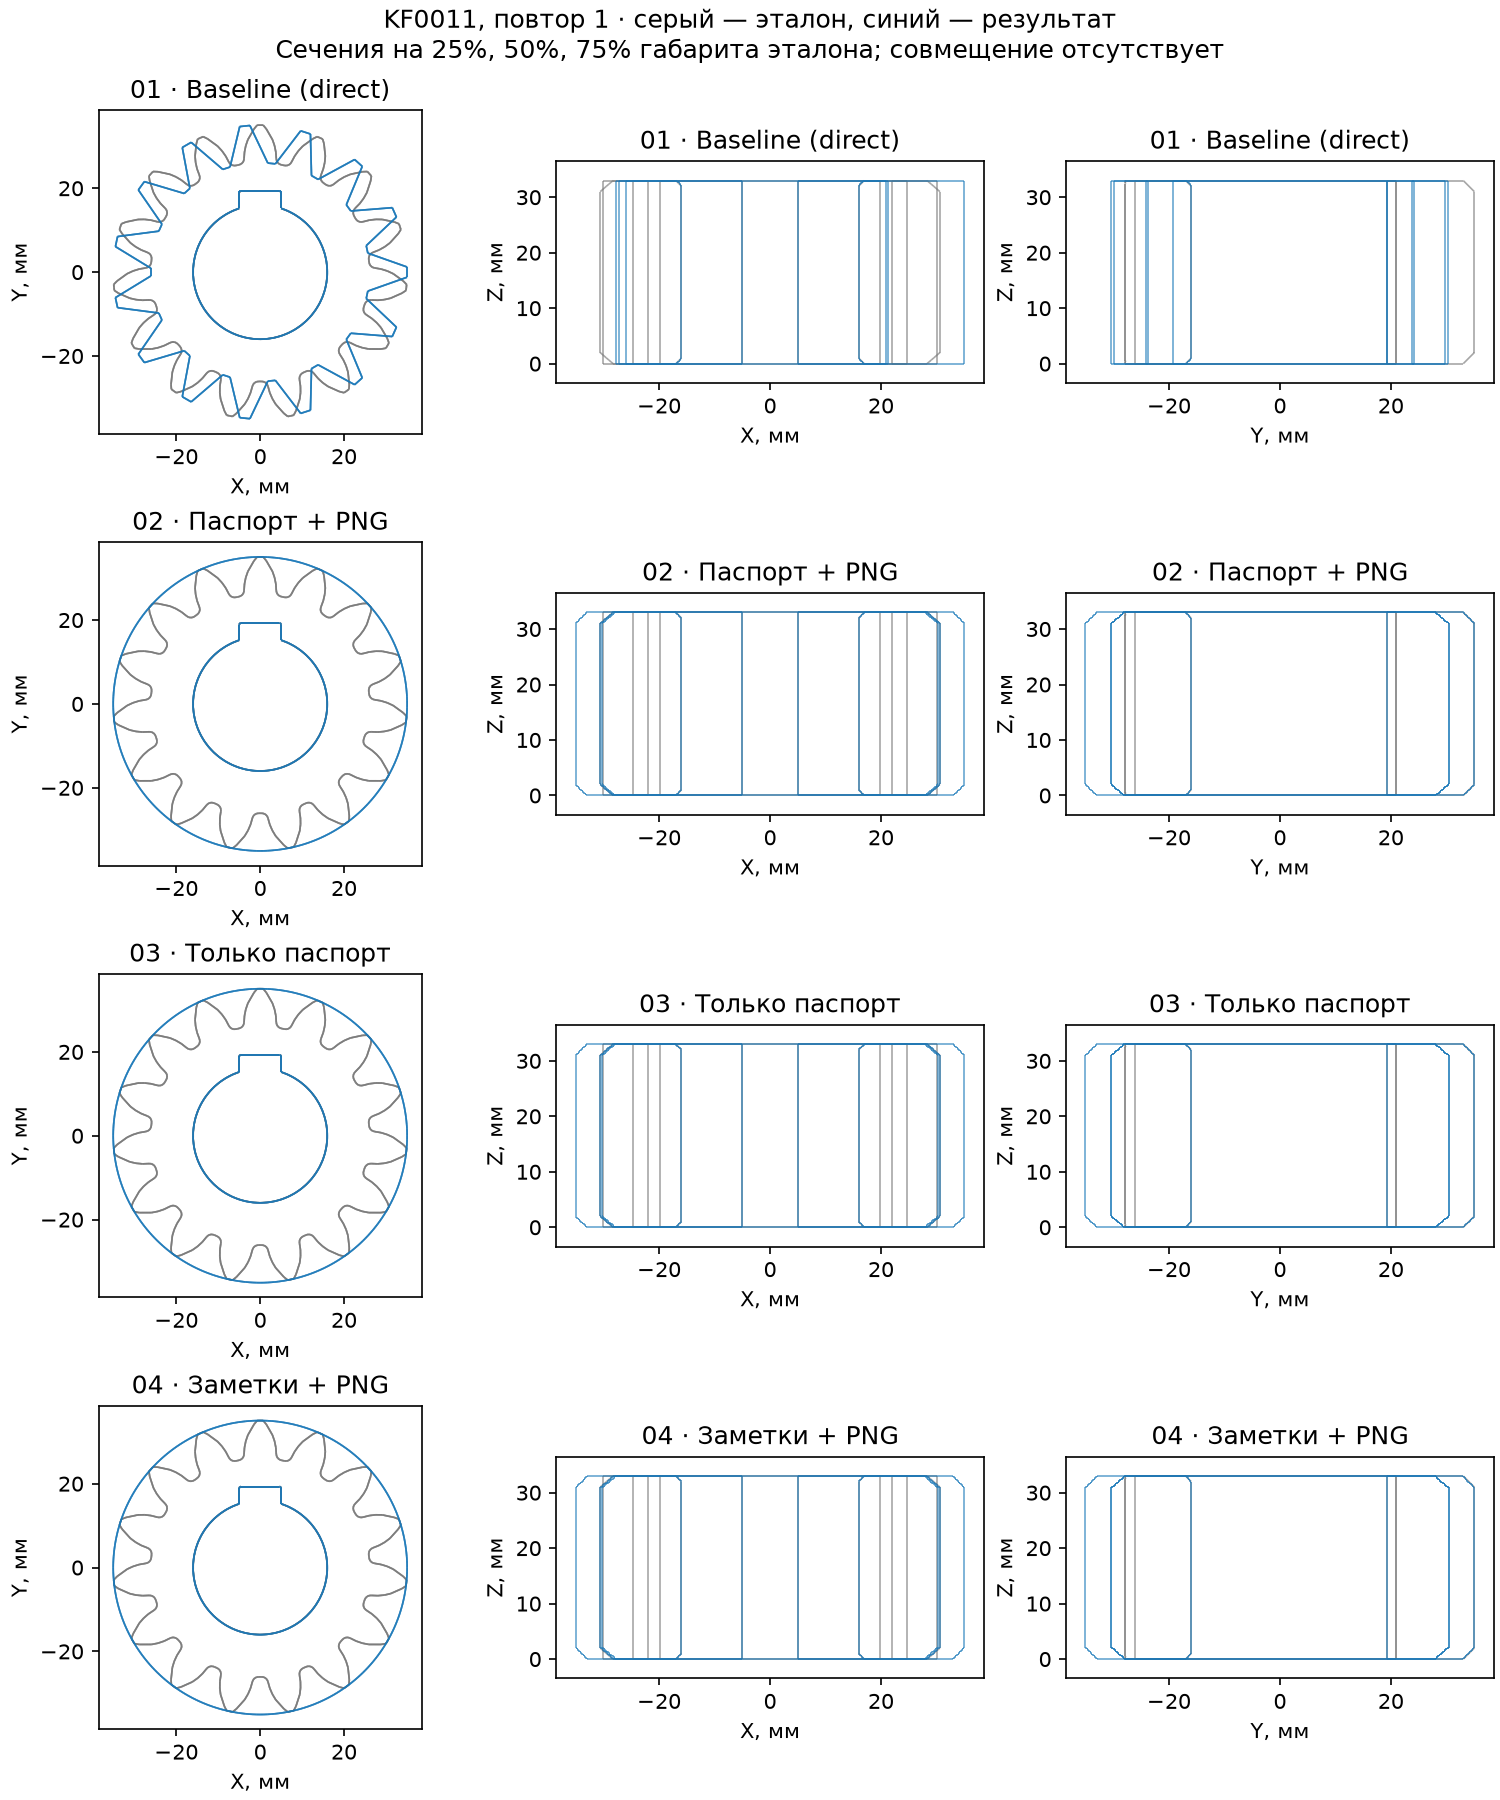 KF0011, повтор 1 · серый — эталон, синий — результат
Сечения на 25%, 50%, 75% габарита эталона; совмещение отсутствует
01 · Baseline (direct)
Y, мм
20
0
−20
−20 0 20
X, мм
01 · Baseline (direct)
Z, мм
30
20
10
0
−20 0 20
X, мм
01 · Baseline (direct)
Z, мм
30
20
10
0
−20 0 20
Y, мм
02 · Паспорт + PNG
Y, мм
20
0
−20
−20 0 20
X, мм
02 · Паспорт + PNG
Z, мм
30
20
10
0
−20 0 20
X, мм
02 · Паспорт + PNG
Z, мм
30
20
10
0
−20 0 20
Y, мм
03 · Только паспорт
Y, мм
20
0
−20
−20 0 20
X, мм
03 · Только паспорт
Z, мм
30
20
10
0
−20 0 20
X, мм
03 · Только паспорт
Z, мм
30
20
10
0
−20 0 20
Y, мм
04 · Заметки + PNG
Y, мм
20
0
−20
−20 0 20
X, мм
04 · Заметки + PNG
Z, мм
30
20
10
0
−20 0 20
X, мм
04 · Заметки + PNG
Z, мм
30
20
10
0
−20 0 20
Y, мм